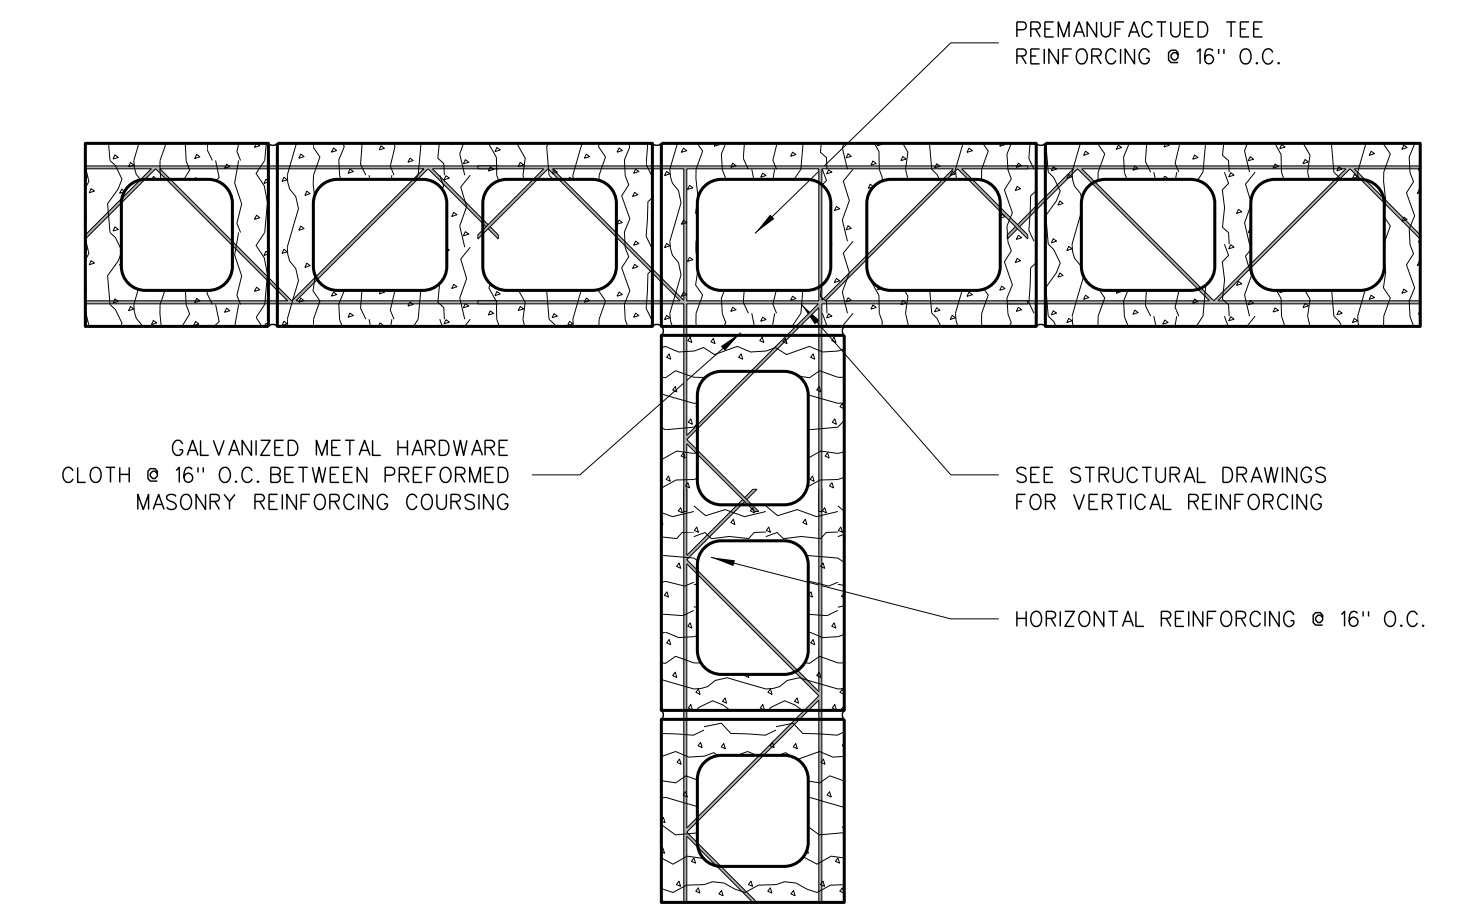 PREMANUFACTUED TEE
REINFORCING @ 16" O.C.
GALVANIZED METAL HARDWARE
CLOTH @ 16" O.C. BETWEEN PREFORMED
MASONRY REINFORCING COURSING
SEE STRUCTURAL DRAWINGS
FOR VERTICAL REINFORCING
HORIZONTAL REINFORCING @ 16" O.C.